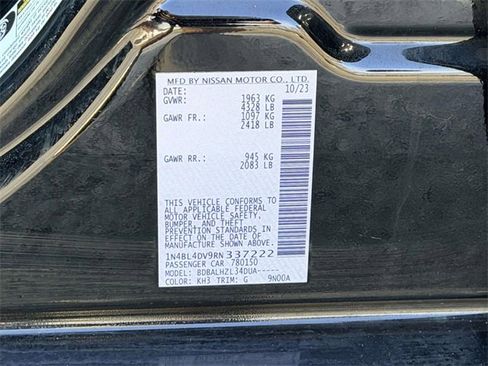 MFD BY NISSAN MOTOR CO., LTD.
DATE: 10/23
GVWR: 1963 KG
4328 LB
GAWR FR: 1097 KG
2418 LB
GAWR RR: 945 KG
2083 LB
THIS VEHICLE CONFORMS TO
ALL APPLICABLE FEDERAL
MOTOR VEHICLE SAFETY,
BUMPER, AND THEFT
PREVENTION STANDARDS IN
EFFECT ON THE DATE OF
MANUFACTURE SHOWN ABOVE.
1N4BL4DV9RN337222
PASSENGER CAR 780150
MODEL: BDBALHZL34DUA-----
COLOR: KH3 TRIM: G 9N00A